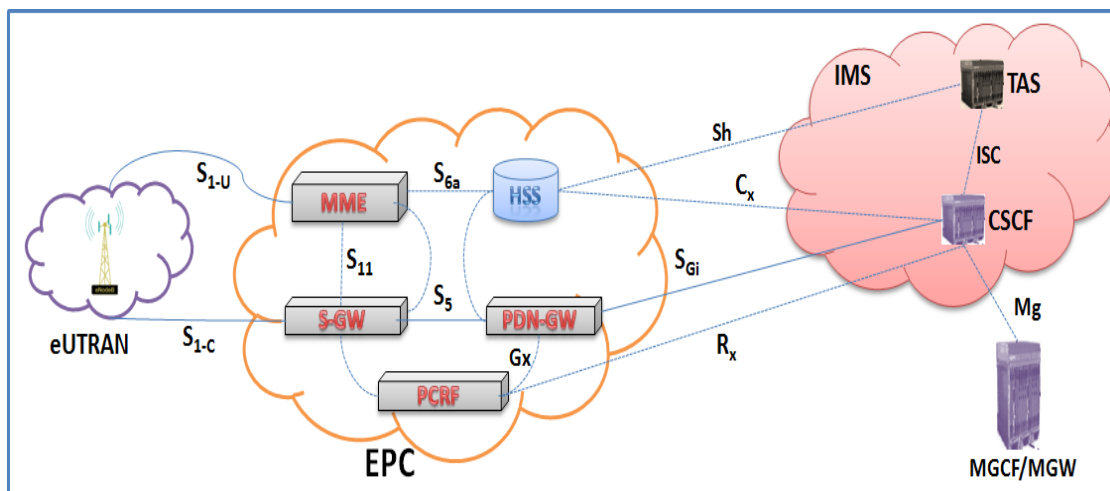 IMS
TAS
Sh
ISC
S1-U
S6a
MME
HSS
Cx
CSCF
S11
SGi
S5
S-GW
PDN-GW
Mg
eUTRAN
S1-C
Gx
Rx
PCRF
EPC
MGCF/MGW
eNodeB